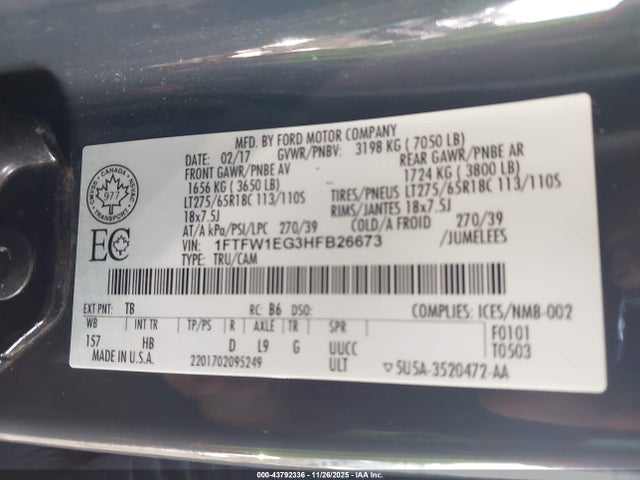 MFD. BY FORD MOTOR COMPANY
DATE: 02/17 GVWR/PNBV: 3198 KG ( 7050 LB)
FRONT GAWR/PNBE AV REAR GAWR/PNBE AR
1656 KG ( 3650 LB) 1724 KG ( 3800 LB)
LT275/65R18C 113/110S TIRES/PNEUS LT275/65R18C 113/110S
18x7.5J RIMS/JANTES 18x7.5J
AT/A kPa/PSI/LPC 270/39 COLD/A FROID 270/39
VIN: 1FTFW1EG3HFB26673 /JUMELEES
TYPE: TRU/CAM
CANADA
977
TRANSPORT
EC
EXT PNT: TB RC: B6 DSO: COMPLIES: ICES/NMB-002
WB INT TR TP/PS R AXLE TR SPR F0101
157 HB D L9 G UUCC T0503
MADE IN U.S.A. 2201702095249 ULT ▽5U5A-3520472-AA
000-43792336 | 11/26/2025 | IAA Inc.